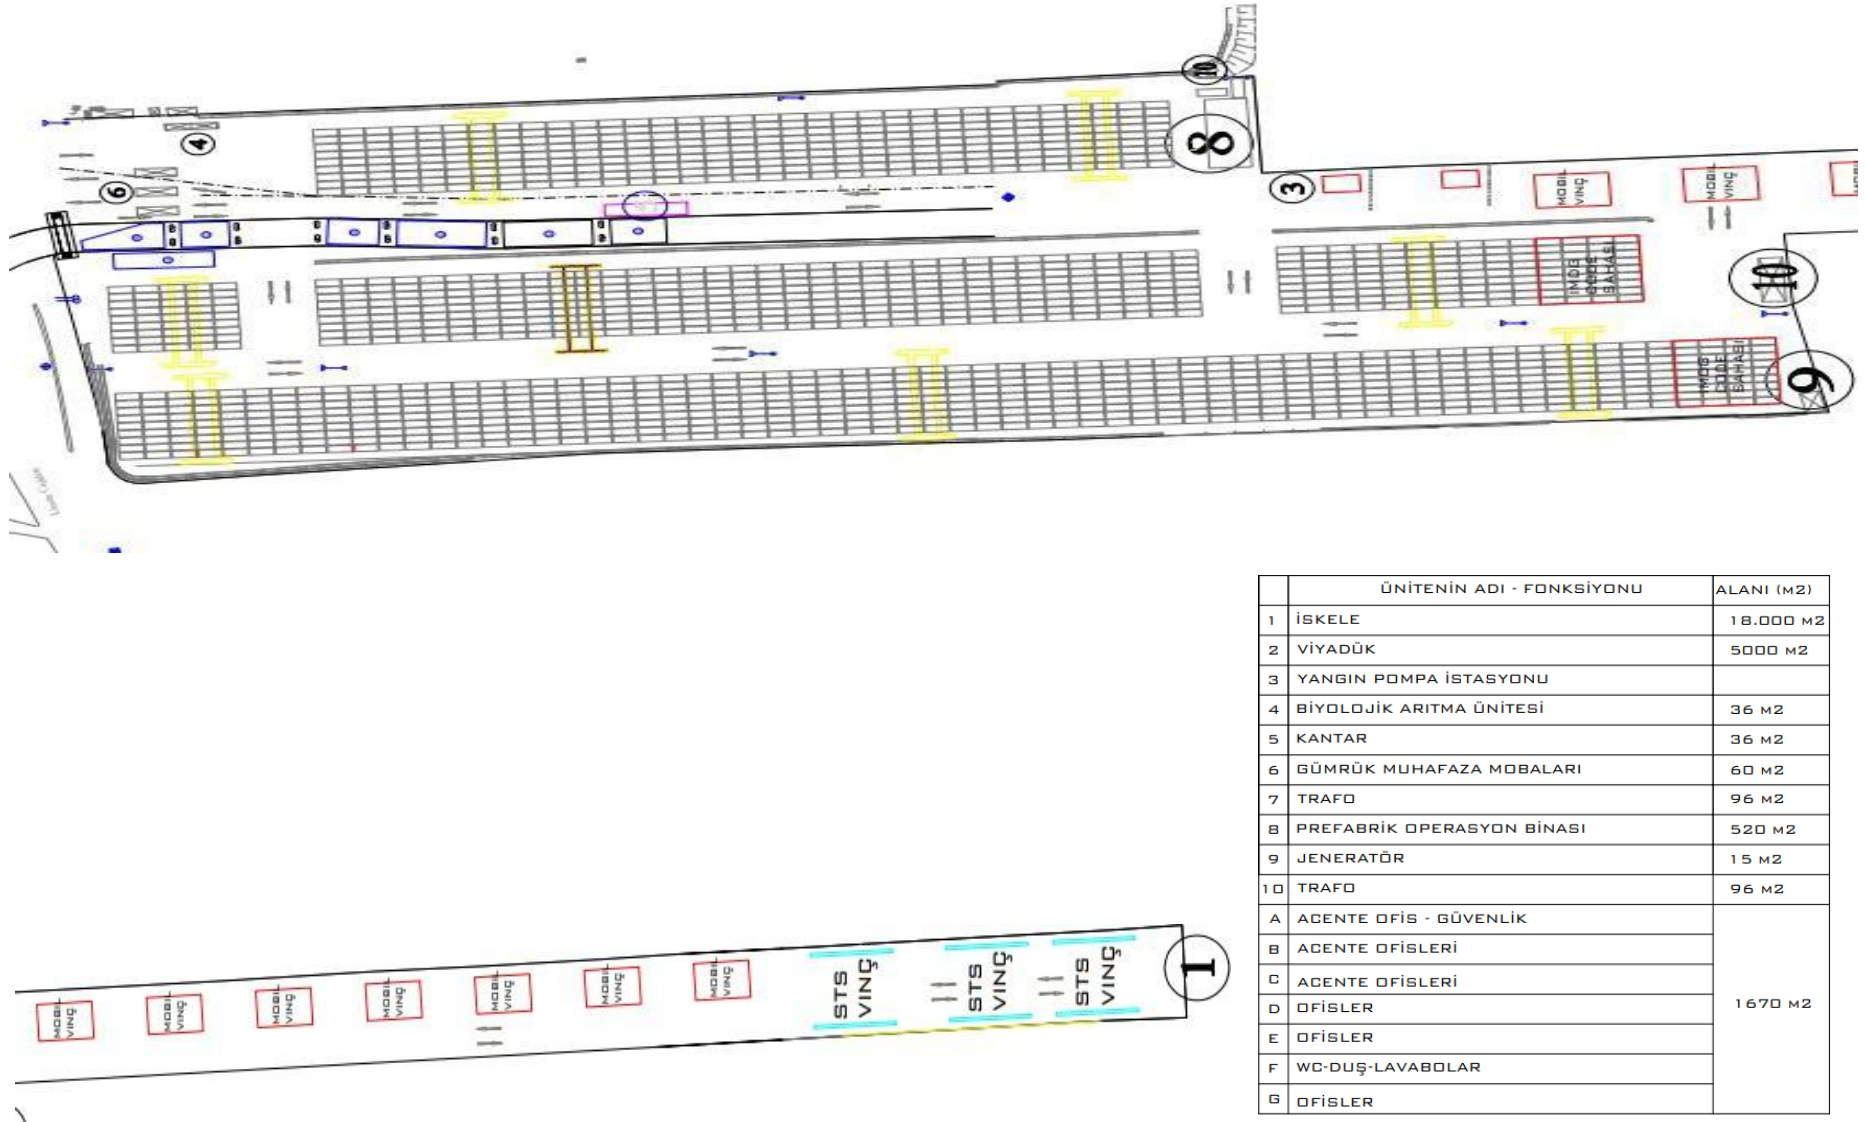 10
4
8
6
3
MOBİL
VİNÇ
MOBİL
VİNÇ
IMDG
CODE
SAHASI
10
IMDG
CODE
SAHASI
9
MOBİL
VİNÇ
MOBİL
VİNÇ
MOBİL
VİNÇ
MOBİL
VİNÇ
MOBİL
VİNÇ
MOBİL
VİNÇ
MOBİL
VİNÇ
STS
VINÇ
STS
VINÇ
STS
VINÇ
1
ÜNİTENİN ADI - FONKSİYONU ALANI (M2)
1 İSKELE 18.000 M2
2 VİYADÜK 5000 M2
3 YANGIN POMPA İSTASYONU
4 BİYOLOJİK ARITMA ÜNİTESİ 36 M2
5 KANTAR 36 M2
6 GÜMRÜK MUHAFAZA MOBALARI 60 M2
7 TRAFO 96 M2
8 PREFABRİK OPERASYON BİNASI 520 M2
9 JENERATÖR 15 M2
10 TRAFO 96 M2
A ACENTE OFİS - GÜVENLİK
B ACENTE OFİSLERİ
C ACENTE OFİSLERİ
D OFİSLER 1670 M2
E OFİSLER
F WC-DUŞ-LAVABOLAR
G OFİSLER